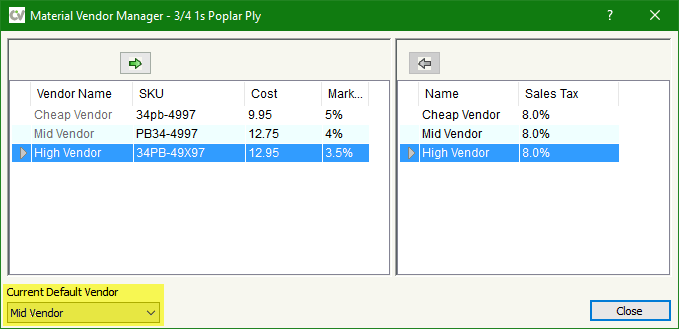 CV Material Vendor Manager - 3/4 1s Poplar Ply ?
Vendor Name SKU Cost Mark...
Cheap Vendor 34pb-4997 9.95 5%
Mid Vendor PB34-4997 12.75 4%
High Vendor 34PB-49X97 12.95 3.5%
Name Sales Tax
Cheap Vendor 8.0%
Mid Vendor 8.0%
High Vendor 8.0%
Current Default Vendor
Mid Vendor
Close